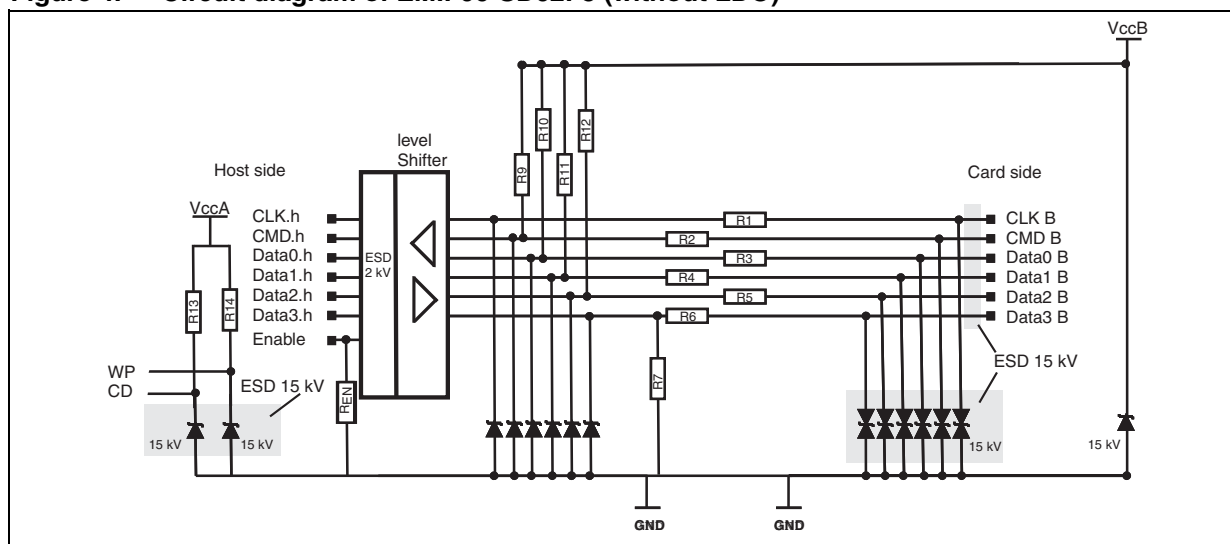 Figure Circuit diagram of (without LDO)
VccB
R9
R10
R11
R12
level
Shifter
Host side
Card side
VccA
CLK.h
CMD.h
Data0.h
Data1.h
Data2.h
Data3.h
Enable
ESD
2 kV
R1
R2
R3
R4
R5
R6
R7
CLK B
CMD B
Data0 B
Data1 B
Data2 B
Data3 B
R13
R14
WP
CD
ESD 15 kV
REN
ESD 15 kV
15 kV
15 kV
15 kV
15 kV
GND
GND